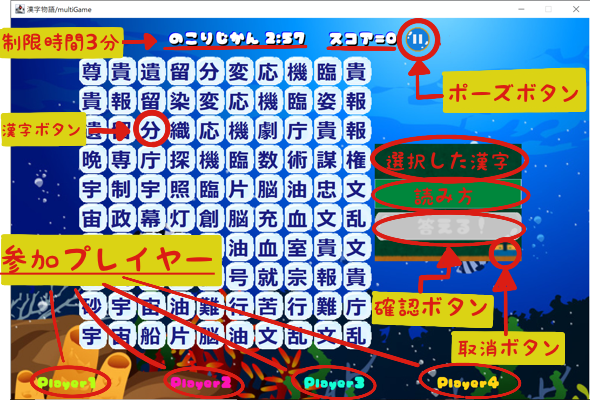 漢字物語/multiGame
制限時間3分
のこりじかん 2:57 スコア=0
ポーズボタン
尊貴遺留分変応機臨貴
貴報留染変応機臨姿報
漢字ボタン
分織応機劇庁貴
晩専庁探機臨数術謀権
選択した漢字
宇制宇照臨片脳油忠文
読み方
宙政幕灯創脳充血文乱
答える!
参加プレイヤー
油血室貴文
号就宗報貴
確認ボタン
砂宇宙油難行苦行難庁
取消ボタン
宇宙船片脳油文乱文乱
Player1 Player2 Player3 Player4